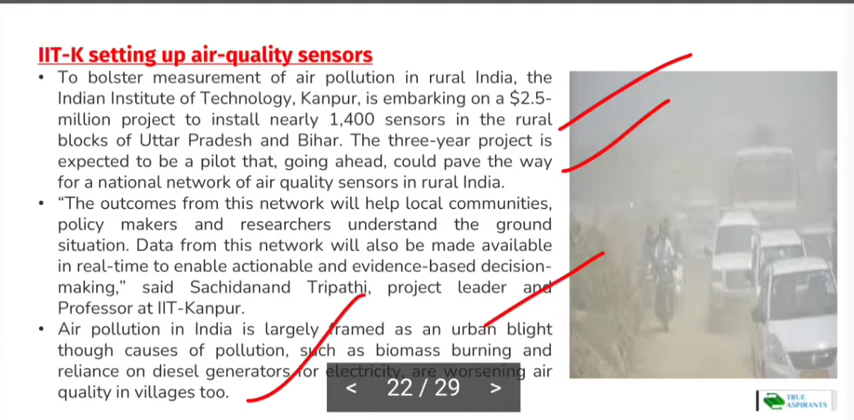 IIT-K setting up air-quality sensors
• To bolster measurement of air pollution in rural India, the
Indian Institute of Technology, Kanpur, is embarking on a $2.5-
million project to install nearly 1,400 sensors in the rural
blocks of Uttar Pradesh and Bihar. The three-year project is
expected to be a pilot that, going ahead, could pave the way
for a national network of air quality sensors in rural India.
• “The outcomes from this network will help local communities,
policy makers and researchers understand the ground
situation. Data from this network will also be made available
in real-time to enable actionable and evidence-based decision-
making,” said Sachidanand Tripathi, project leader and
Professor at IIT-Kanpur.
• Air pollution in India is largely framed as an urban blight
though causes of pollution, such as biomass burning and
reliance on diesel generators for electricity, are worsening air
quality in villages too.
< 22 / 29 >
TRUE
ASPIRANTS